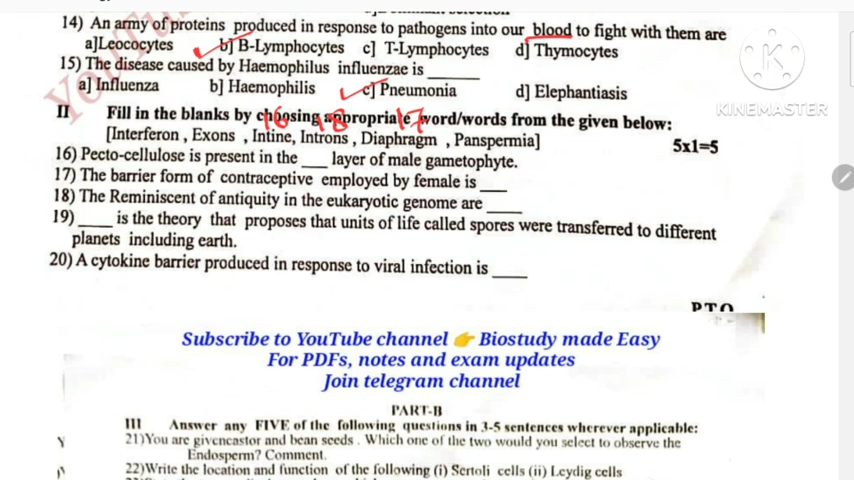 14) An army of proteins produced in response to pathogens into our blood to fight with them are
a]Leococytes b] B-Lymphocytes c] T-Lymphocytes d] Thymocytes
15) The disease caused by Haemophilus influenzae is ______
a] Influenza b] Haemophilis c] Pneumonia d] Elephantiasis
KINEMASTER
II Fill in the blanks by choosing appropriate word/words from the given below:
16 18 17
[Interferon , Exons , Intine, Introns , Diaphragm , Panspermia] 5x1=5
16) Pecto-cellulose is present in the ___ layer of male gametophyte.
17) The barrier form of contraceptive employed by female is ___
18) The Reminiscent of antiquity in the eukaryotic genome are ____
19) ____ is the theory that proposes that units of life called spores were transferred to different
planets including earth.
20) A cytokine barrier produced in response to viral infection is ____
PTO
Subscribe to YouTube channel 👉 Biostudy made Easy
For PDFs, notes and exam updates
Join telegram channel
PART-B
III Answer any FIVE of the following questions in 3-5 sentences wherever applicable:
21)You are givencastor and bean seeds . Which one of the two would you select to observe the
Endosperm? Comment.
22)Write the location and function of the following (i) Sertoli cells (ii) Leydig cells